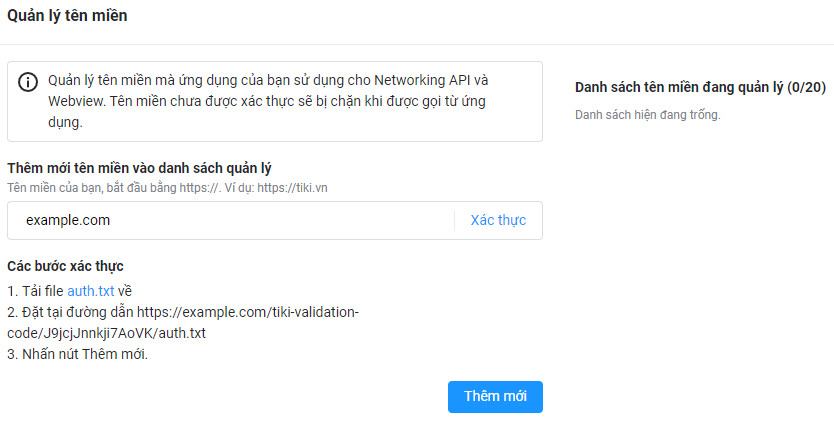 Quản lý tên miền
Quản lý tên miền mà ứng dụng của bạn sử dụng cho Networking API và
Webview. Tên miền chưa được xác thực sẽ bị chặn khi được gọi từ ứng
dụng.
Thêm mới tên miền vào danh sách quản lý
Tên miền của bạn, bắt đầu bằng https://. Ví dụ: https://tiki.vn
example.com
Xác thực
Các bước xác thực
1. Tải file auth.txt về
2. Đặt tại đường dẫn https://example.com/tiki-validation-
code/J9jcjJnnkji7AoVK/auth.txt
3. Nhấn nút Thêm mới.
Thêm mới
Danh sách tên miền đang quản lý (0/20)
Danh sách hiện đang trống.